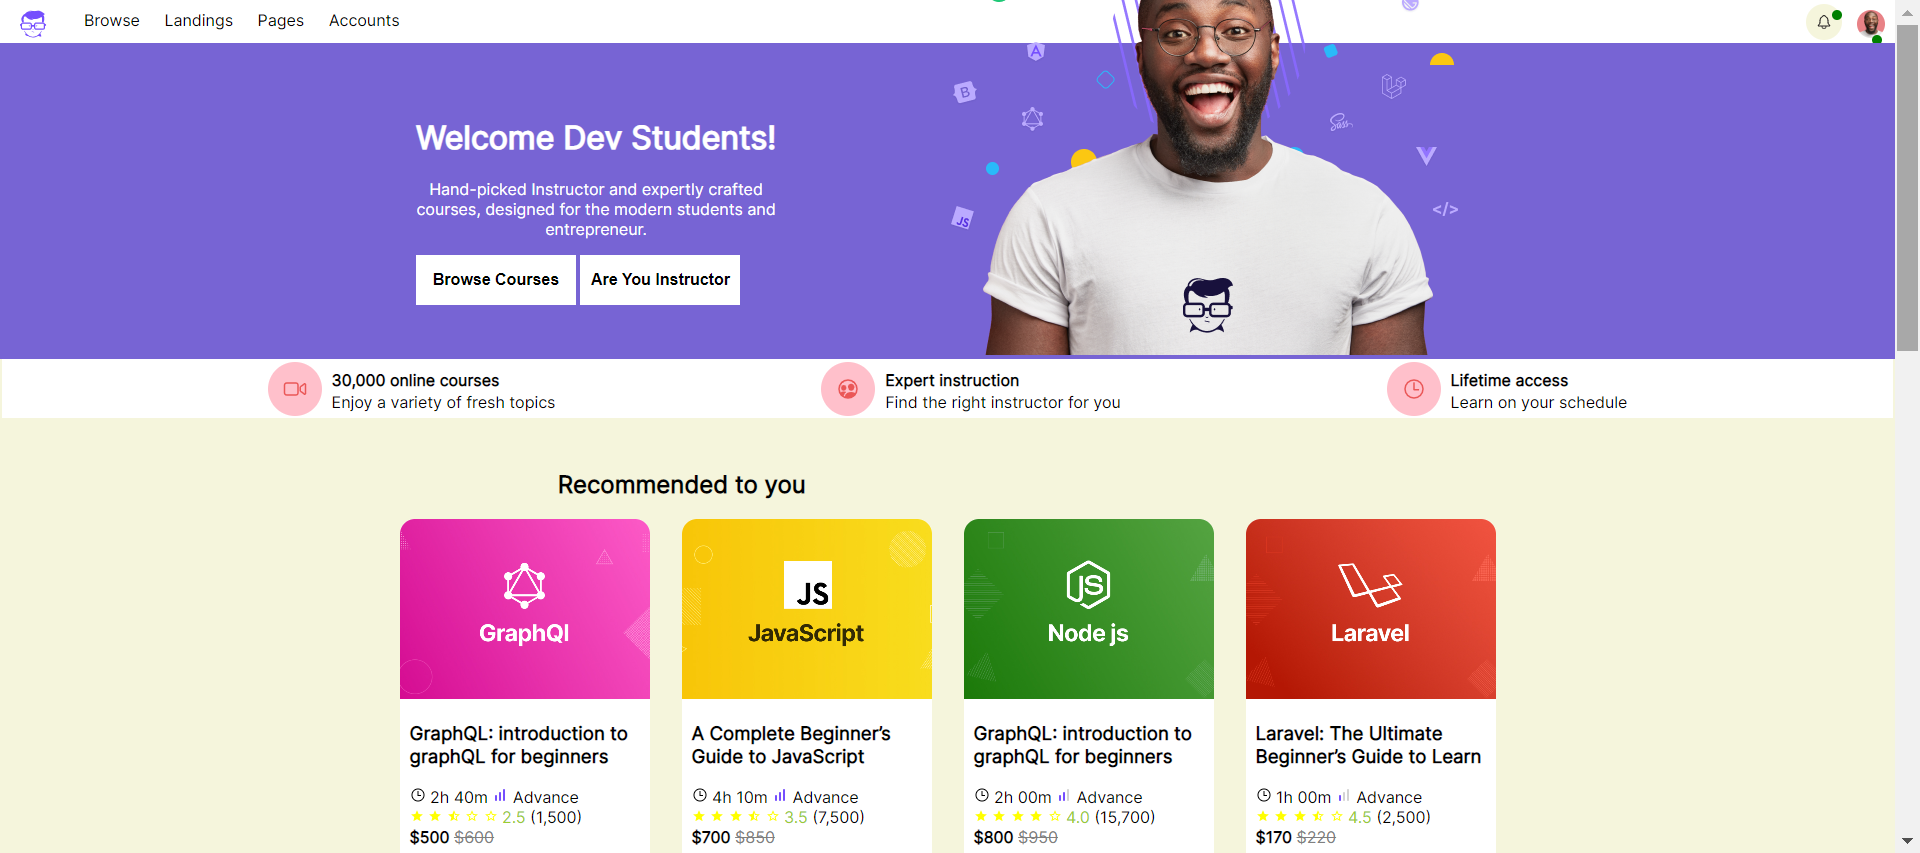 Browse Landings Pages Accounts
A
B
Sass
JS
</>
Welcome Dev Students!
Hand-picked Instructor and expertly crafted
courses, designed for the modern students and
entrepreneur.
Browse Courses Are You Instructor
30,000 online courses
Enjoy a variety of fresh topics
Expert instruction
Find the right instructor for you
Lifetime access
Learn on your schedule
Recommended to you
GraphQl
GraphQL: introduction to
graphQL for beginners
2h 40m Advance
2.5 (1,500)
$500 $600
JS
JavaScript
A Complete Beginner’s
Guide to JavaScript
4h 10m Advance
3.5 (7,500)
$700 $850
JS
Node js
GraphQL: introduction to
graphQL for beginners
2h 00m Advance
4.0 (15,700)
$800 $950
Laravel
Laravel: The Ultimate
Beginner’s Guide to Learn
1h 00m Advance
4.5 (2,500)
$170 $220